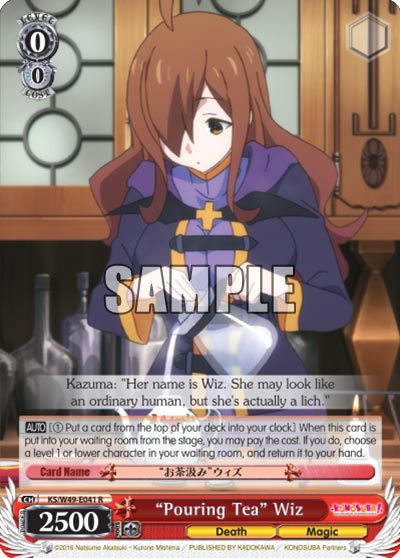 LEVEL
0
0
COST
SAMPLE
Kazuma: "Her name is Wiz. She may look like
an ordinary human, but she's actually a lich."
AUTO [① Put a card from the top of your deck into your clock] When this card is
put into your waiting room from the stage, you may pay the cost. If you do, choose
a level 1 or lower character in your waiting room, and return it to your hand.
Card Name "お茶汲み"ウィズ
CH KS/W49-E041 R
"Pouring Tea" Wiz
KONOSUBA
POWER 2500 SOUL
Death Magic
©2016 Natsume Akatsuki・Kurone Mishima / PUBLISHED BY KADOKAWA / KONOSUBA Partners